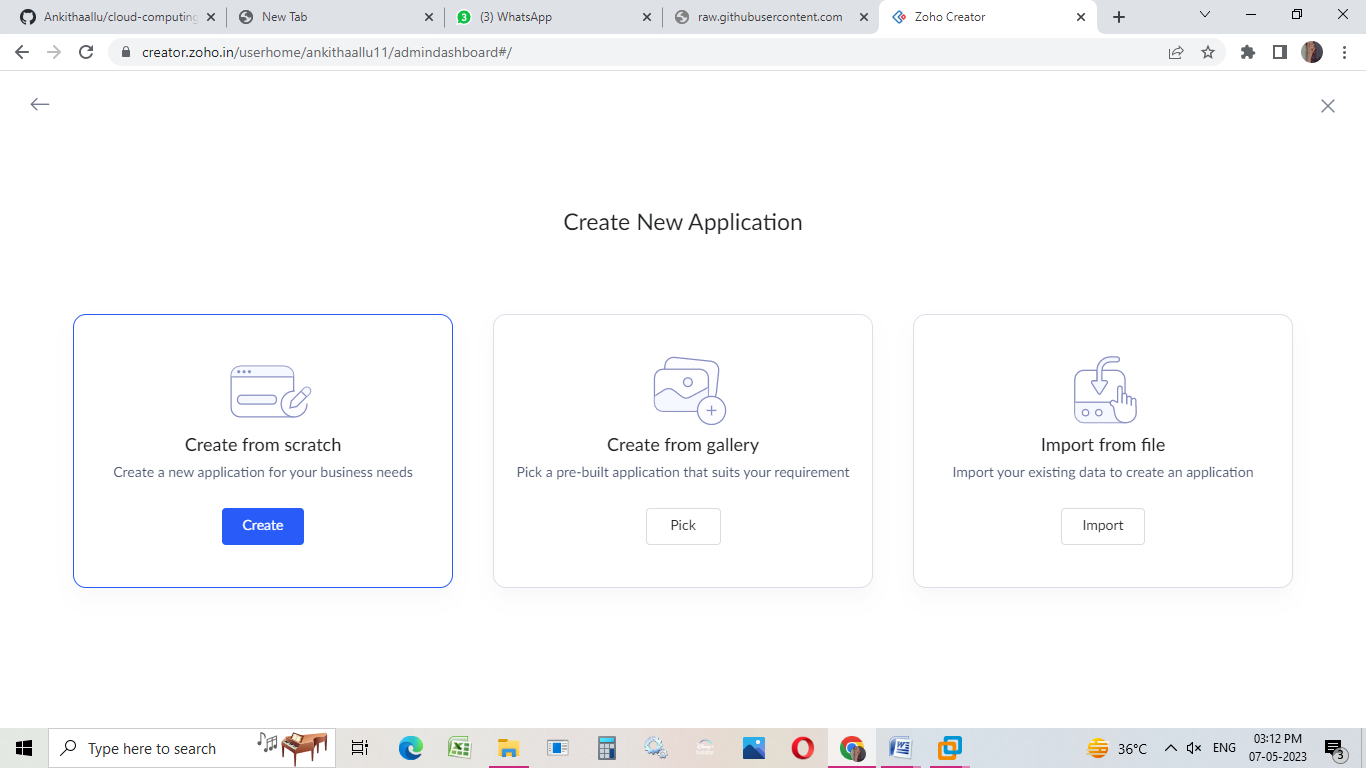 Ankithaallu/cloud-computing
New Tab
3
(3) WhatsApp
raw.githubusercontent.com
Zoho Creator
creator.zoho.in/userhome/ankithaallu11/admindashboard#/
Create New Application
Create from scratch
Create a new application for your business needs
Create
Create from gallery
Pick a pre-built application that suits your requirement
Pick
Import from file
Import your existing data to create an application
Import
Type here to search
36°C
ENG
03:12 PM
07-05-2023
3